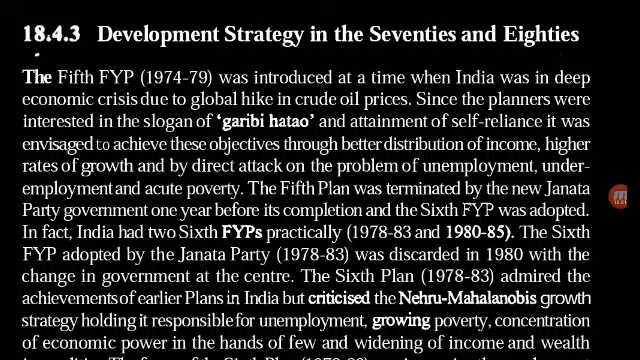 18.4.3 Development Strategy in the Seventies and Eighties
The Fifth FYP (1974-79) was introduced at a time when India was in deep
economic crisis due to global hike in crude oil prices. Since the planners were
interested in the slogan of ‘garibi hatao’ and attainment of self-reliance it was
envisaged to achieve these objectives through better distribution of income, higher
rates of growth and by direct attack on the problem of unemployment, under-
employment and acute poverty. The Fifth Plan was terminated by the new Janata
Party government one year before its completion and the Sixth FYP was adopted.
In fact, India had two Sixth FYPs practically (1978-83 and 1980-85). The Sixth
FYP adopted by the Janata Party (1978-83) was discarded in 1980 with the
change in government at the centre. The Sixth Plan (1978-83) admired the
achievements of earlier Plans in India but criticised the Nehru-Mahalanobis growth
strategy holding it responsible for unemployment, growing poverty, concentration
of economic power in the hands of few and widening of income and wealth